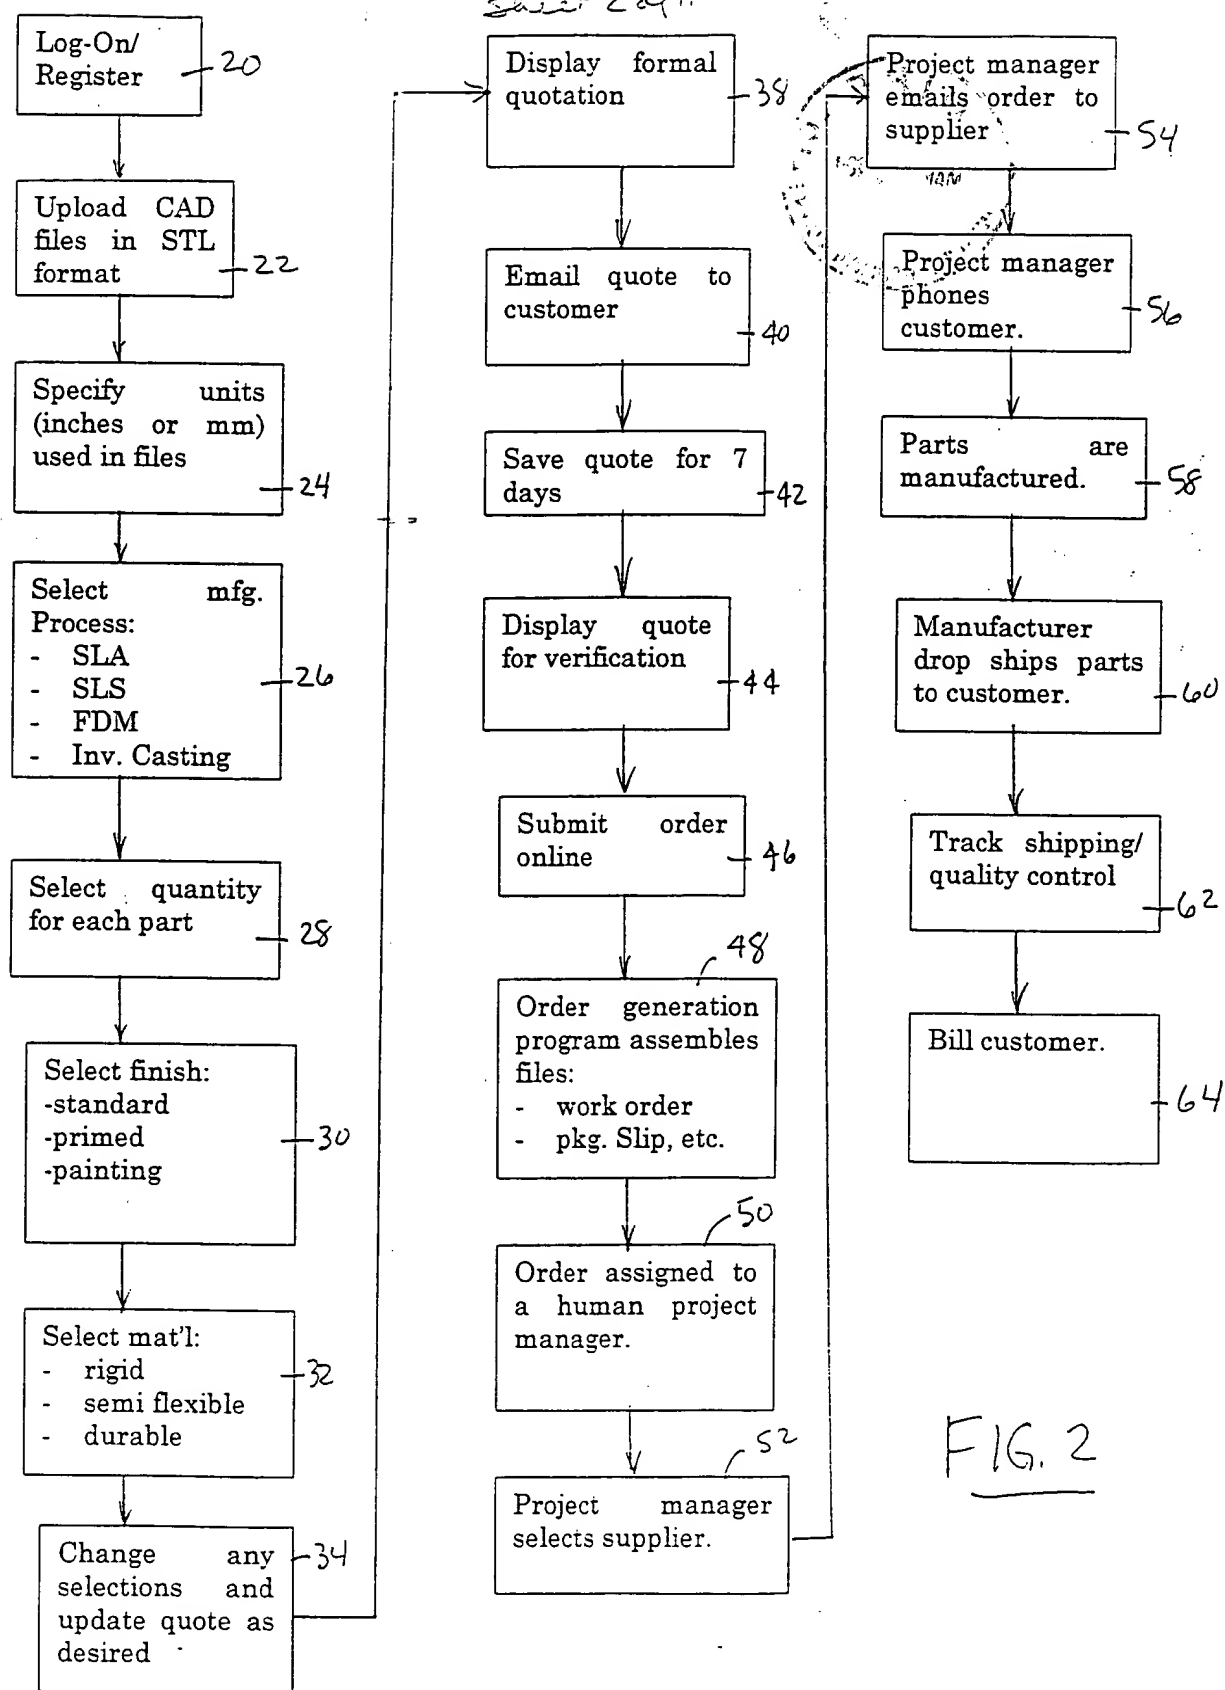 Sheet 2 of 11
Log-On/
Register
20
Upload CAD
files in STL
format
22
Specify units
(inches or mm)
used in files
24
Select mfg.
Process:
- SLA
- SLS
- FDM
- Inv. Casting
26
Select quantity
for each part
28
Select finish:
-standard
-primed
-painting
30
Select mat'l:
- rigid
- semi flexible
- durable
32
Change any
selections and
update quote as
desired
34
Display formal
quotation
38
Email quote to
customer
40
Save quote for 7
days
42
Display quote
for verification
44
Submit order
online
46
48
Order generation
program assembles
files:
- work order
- pkg. Slip, etc.
50
Order assigned to
a human project
manager.
52
Project manager
selects supplier.
Project manager
emails order to
supplier
54
Project manager
phones
customer.
56
Parts are
manufactured.
58
Manufacturer
drop ships parts
to customer.
60
Track shipping/
quality control
62
Bill customer.
64
FIG. 2